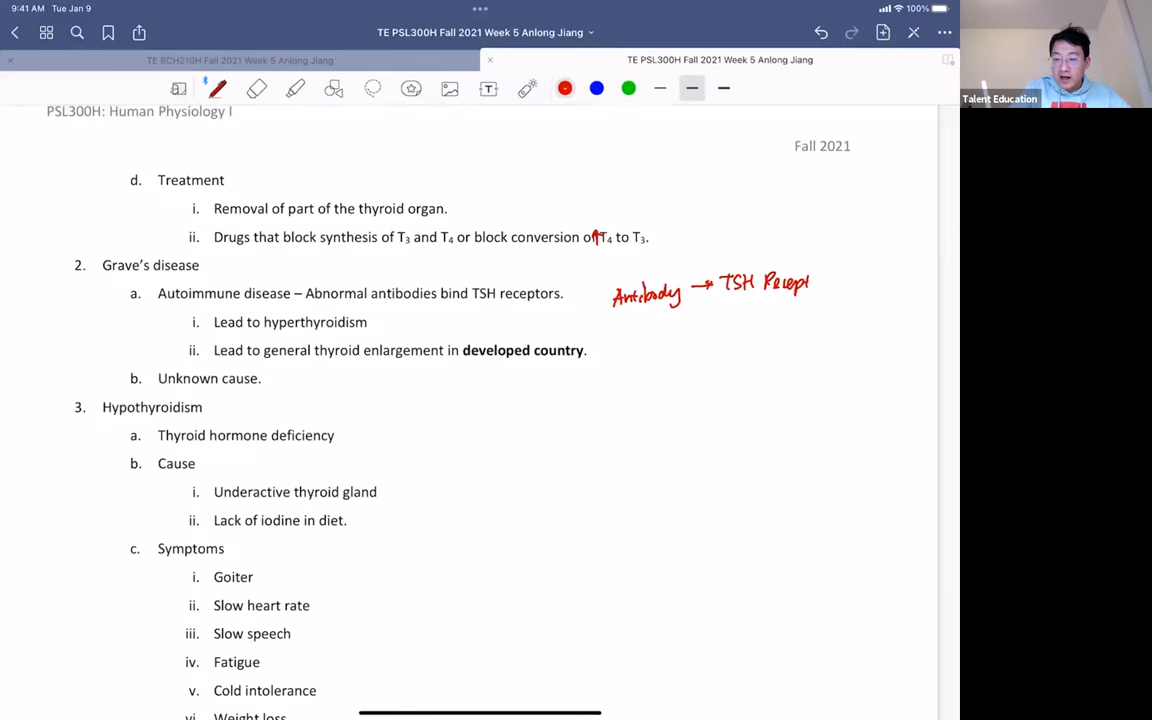 9:41 AM Tue Jan 9
100%
TE PSL300H Fall 2021 Week 5 Anlong Jiang
TE BCH210H Fall 2021 Week 5 Anlong Jiang
TE PSL300H Fall 2021 Week 5 Anlong Jiang
Talent Education
PSL300H: Human Physiology I
Fall 2021
d. Treatment
i. Removal of part of the thyroid organ.
ii. Drugs that block synthesis of T₃ and T₄ or block conversion of T₄ to T₃.
2. Grave’s disease
a. Autoimmune disease – Abnormal antibodies bind TSH receptors.
Antibody → TSH Recept
i. Lead to hyperthyroidism
ii. Lead to general thyroid enlargement in developed country.
b. Unknown cause.
3. Hypothyroidism
a. Thyroid hormone deficiency
b. Cause
i. Underactive thyroid gland
ii. Lack of iodine in diet.
c. Symptoms
i. Goiter
ii. Slow heart rate
iii. Slow speech
iv. Fatigue
v. Cold intolerance
vi. Weight loss